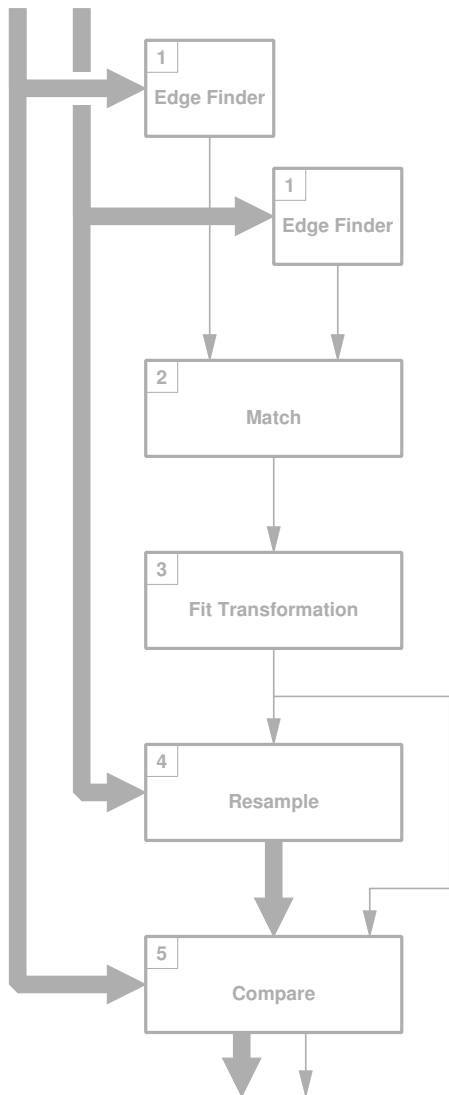 1
Edge Finder
1
Edge Finder
2
Match
3
Fit Transformation
4
Resample
5
Compare